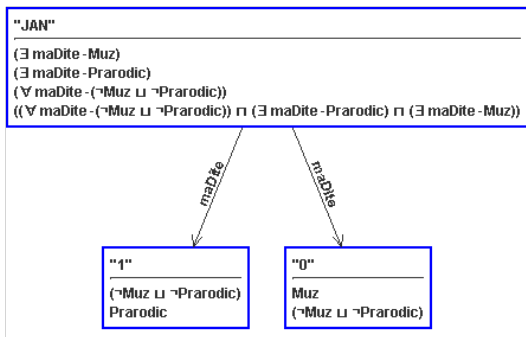 "JAN"
(∃ maDite - Muz)
(∃ maDite - Prarodic)
(∀ maDite - (¬Muz ⊔ ¬Prarodic))
((∀ maDite - (¬Muz ⊔ ¬Prarodic)) ⊓ (∃ maDite - Prarodic) ⊓ (∃ maDite - Muz))
maDite
maDite
"1"
(¬Muz ⊔ ¬Prarodic)
Prarodic
"0"
Muz
(¬Muz ⊔ ¬Prarodic)